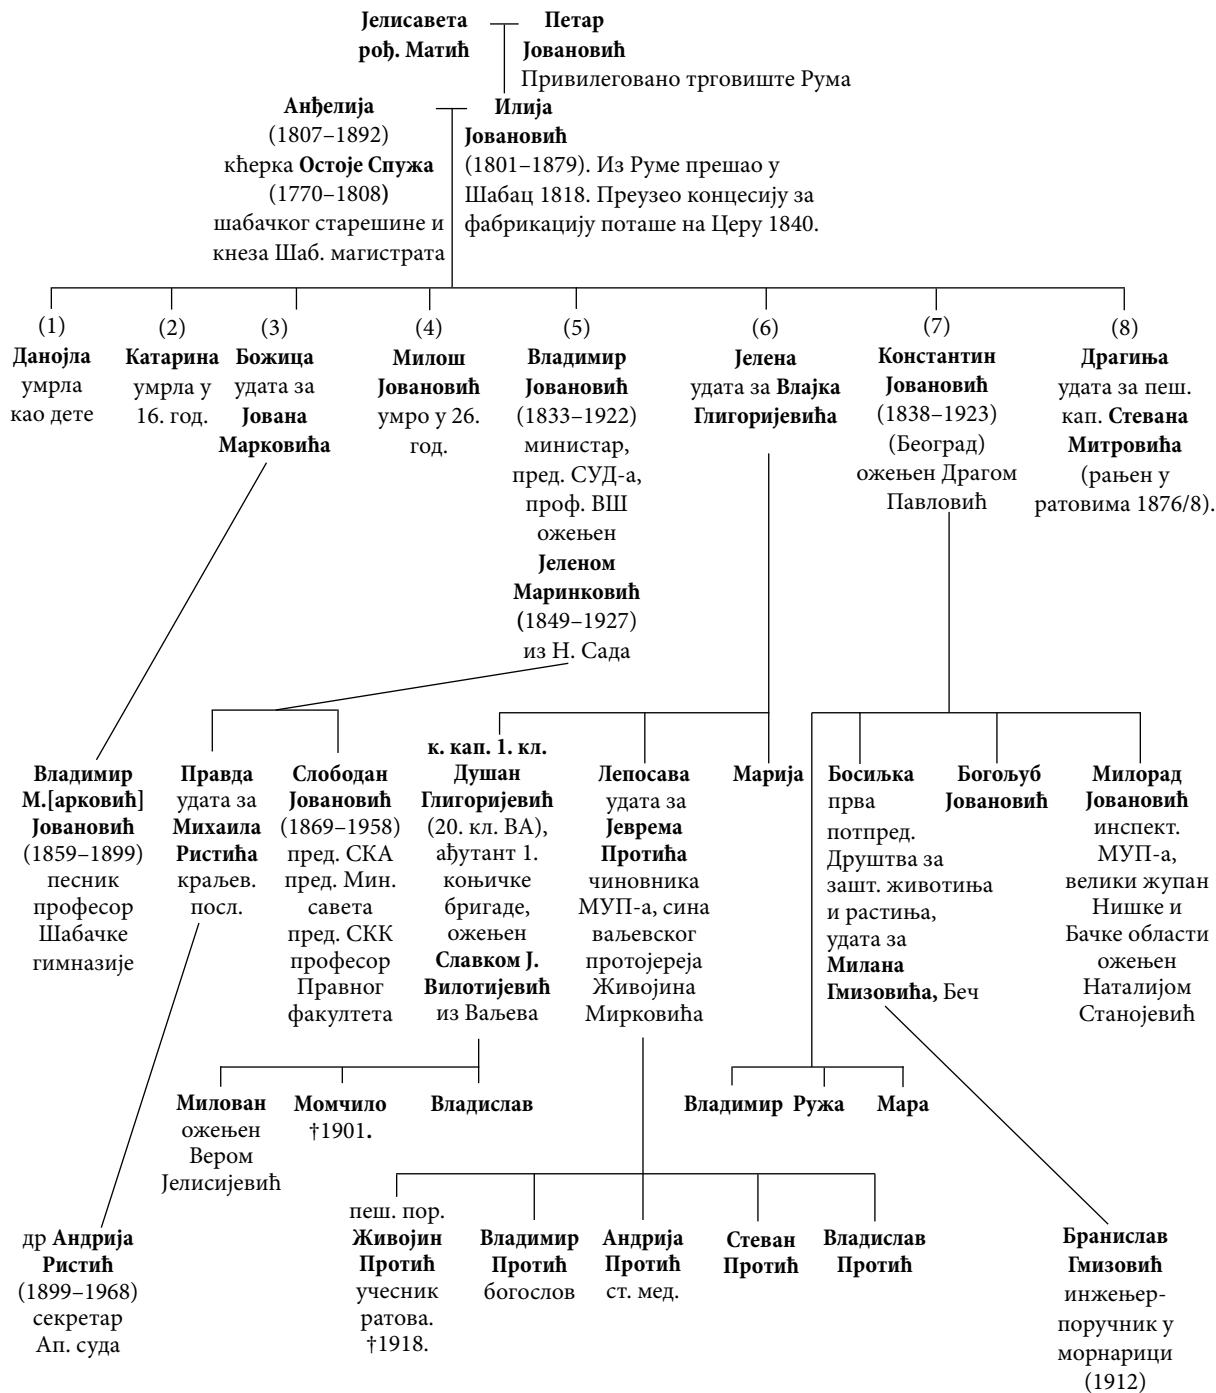 Јелисавета
рођ. Матић
Петар
Јовановић
Привилеговано трговиште Рума
Анђелија
(1807–1892)
кћерка Остоје Спужа
(1770–1808)
шабачког старешине и
кнеза Шаб. магистрата
Илија
Јовановић
(1801–1879). Из Руме прешао у
Шабац 1818. Преузео концесију за
фабрикацију поташе на Церу 1840.
(1)
Данојла
умрла
као дете
(2)
Катарина
умрла у
16. год.
(3)
Божица
удата за
Јована
Марковића
(4)
Милош
Јовановић
умро у 26.
год.
(5)
Владимир
Јовановић
(1833–1922)
министар,
пред. СУД-а,
проф. ВШ
ожењен
Јеленом
Маринковић
(1849–1927)
из Н. Сада
(6)
Јелена
удата за Влајка
Глигоријевића
(7)
Константин
Јовановић
(1838–1923)
(Београд)
ожењен Драгом
Павловић
(8)
Драгиња
удата за пеш.
кап. Стевана
Митровића
(рањен у
ратовима 1876/8).
Владимир
М.[арковић]
Јовановић
(1859–1899)
песник
професор
Шабачке
гимназије
Правда
удата за
Михаила
Ристића
краљев.
посл.
Слободан
Јовановић
(1869–1958)
пред. СКА
пред. Мин.
савета
пред. СКК
професор
Правног
факултета
к. кап. 1. кл.
Душан
Глигоријевић
(20. кл. ВА),
ађутант 1.
коњичке
бригаде,
ожењен
Славком Ј.
Вилотијевић
из Ваљева
Лепосава
удата за
Јеврема
Протића
чиновника
МУП-а, сина
ваљевског
протојереја
Живојина
Мирковића
Марија
Босиљка
прва
потпред.
Друштва за
зашт. животиња
и растиња,
удата за
Милана
Гмизовића, Беч
Богољуб
Јовановић
Милорад
Јовановић
инспект.
МУП-а,
велики жупан
Нишке и
Бачке области
ожењен
Наталијом
Станојевић
Милован
ожењен
Вером
Јелисијевић
Момчило
†1901.
Владислав
Владимир
Ружа
Мара
др Андрија
Ристић
(1899–1968)
секретар
Ап. суда
пеш. пор.
Живојин
Протић
учесник
ратова.
†1918.
Владимир
Протић
богослов
Андрија
Протић
ст. мед.
Стеван
Протић
Владислав
Протић
Бранислав
Гмизовић
инжењер-
поручник у
морнарици
(1912)